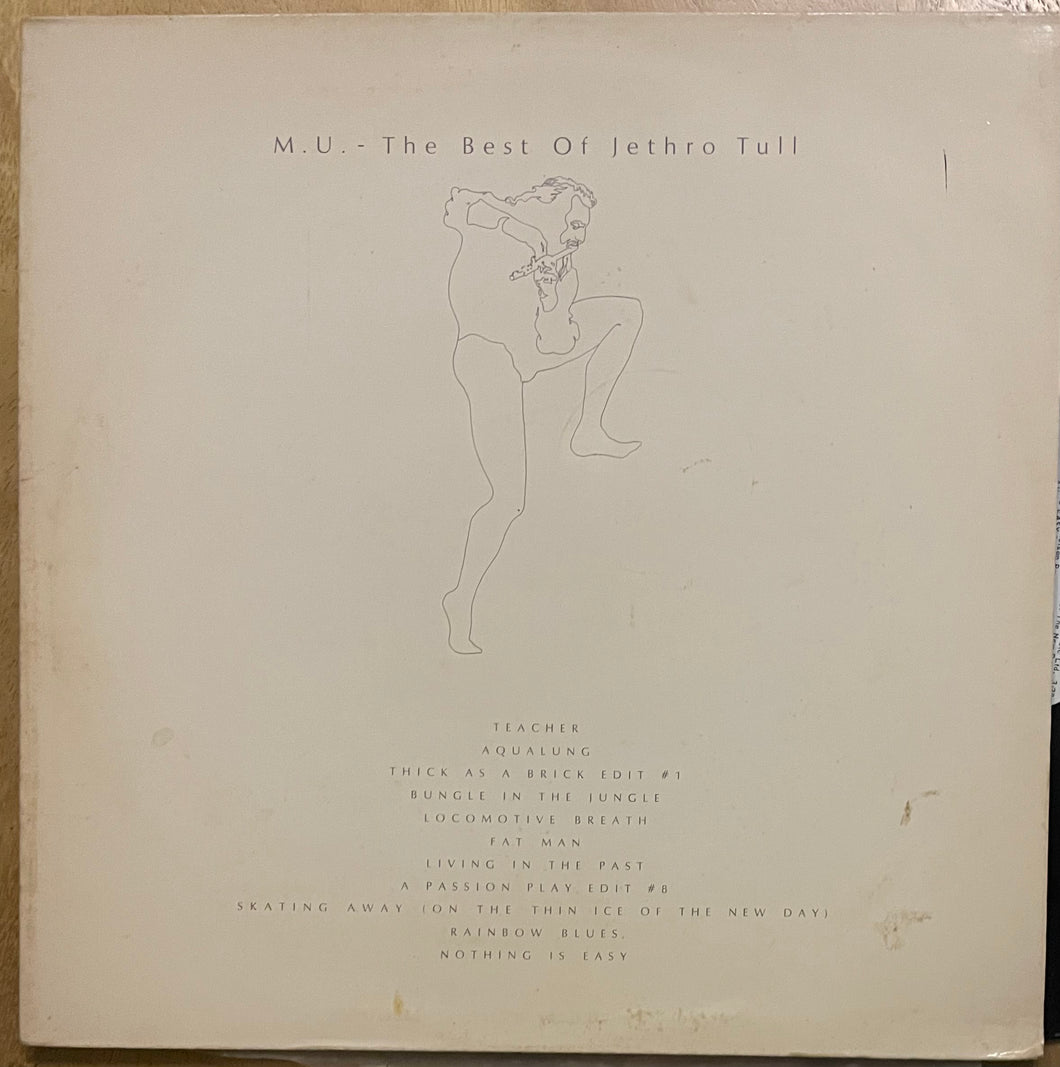 M.U.- The Best Of Jethro Tull
TEACHER
AQUALUNG
THICK AS A BRICK EDIT #1
BUNGLE IN THE JUNGLE
LOCOMOTIVE BREATH
FAT MAN
LIVING IN THE PAST
A PASSION PLAY EDIT #8
SKATING AWAY (ON THE THIN ICE OF THE NEW DAY)
RAINBOW BLUES.
NOTHING IS EASY